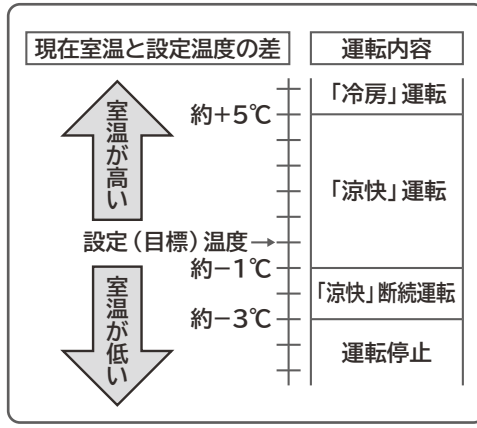 現在室温と設定温度の差
運転内容
室温が高い
約+5℃
設定(目標)温度→
約−1℃
約−3℃
室温が低い
「冷房」運転
「涼快」運転
「涼快」断続運転
運転停止